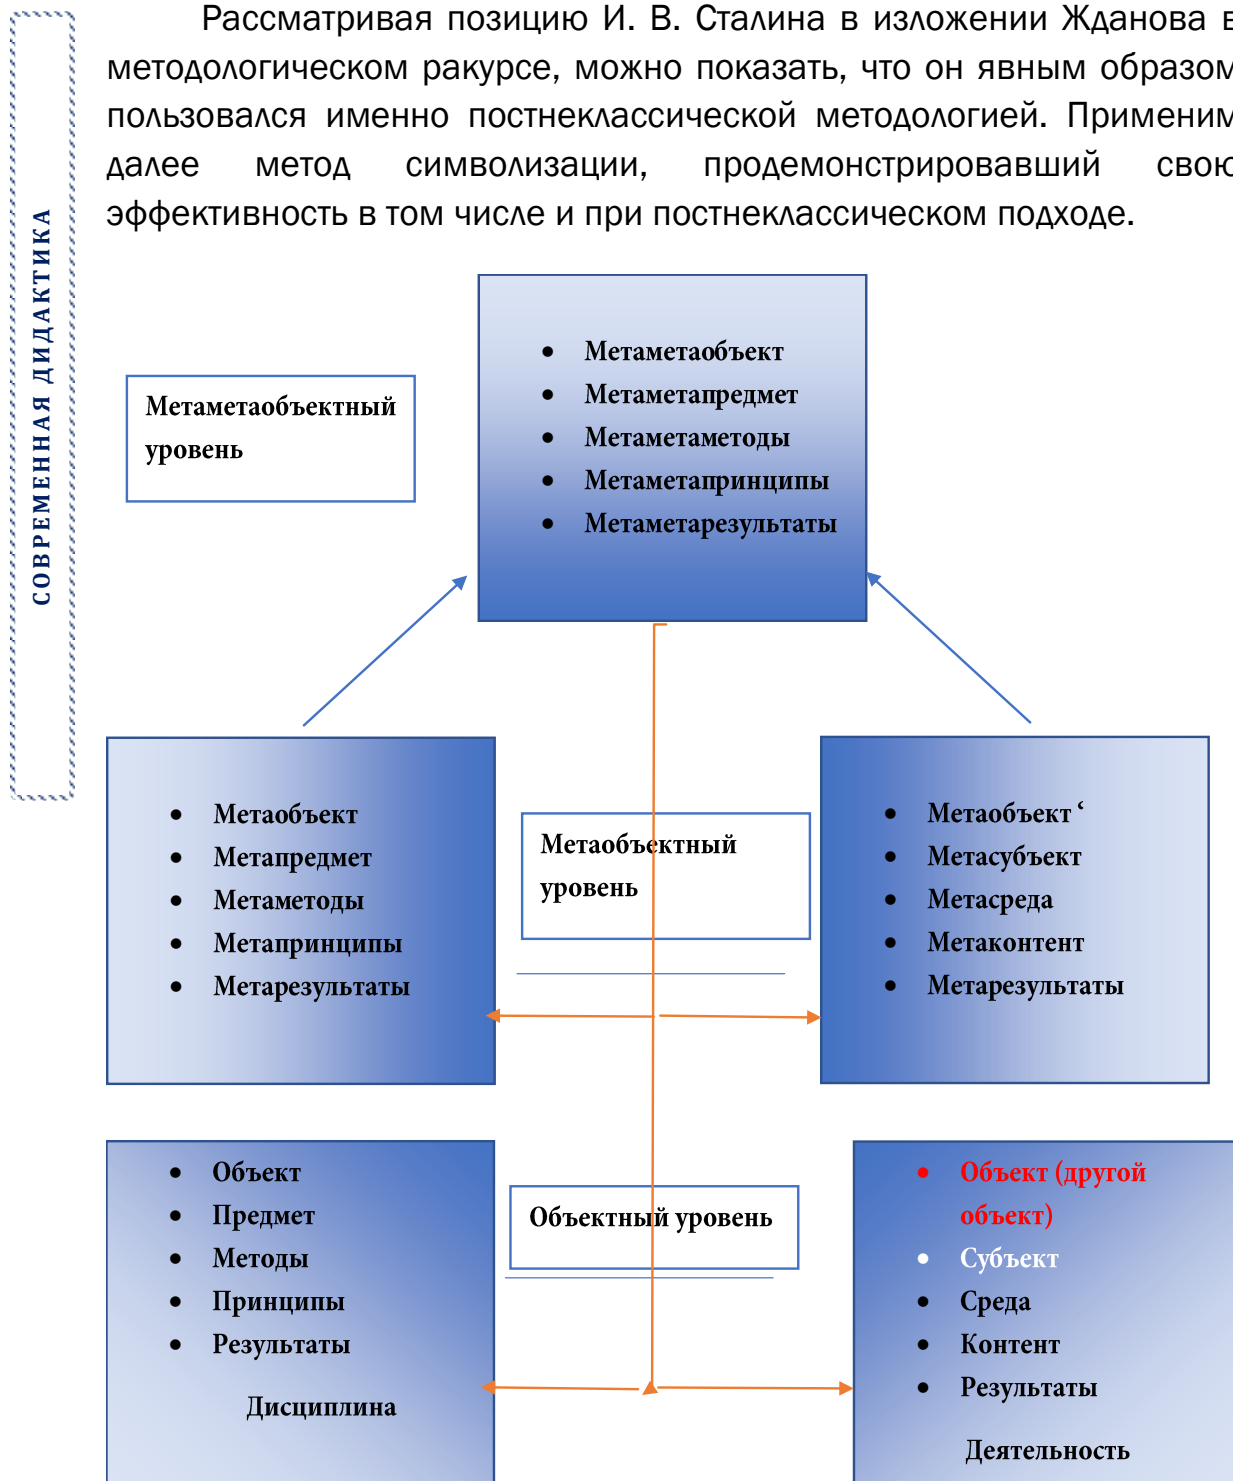 Рассматривая позицию И. В. Сталина в изложении Жданова в
методологическом ракурсе, можно показать, что он явным образом
пользовался именно постнеклассической методологией. Применим
далее метод символизации, продемонстрировавший свою
эффективность в том числе и при постнеклассическом подходе.
СОВРЕМЕННАЯ ДИДАКТИКА
• Метаметаобъект
• Метаметапредмет
• Метаметаметоды
• Метаметапринципы
• Метаметарезультаты
Метаметаобъектный
уровень
• Метаобъект
• Метапредмет
• Метаметоды
• Метапринципы
• Метарезультаты
Метаобъектный
уровень
• Метаобъект ‘
• Метасубъект
• Метасреда
• Метаконтент
• Метарезультаты
• Объект
• Предмет
• Методы
• Принципы
• Результаты
Дисциплина
Объектный уровень
• Объект (другой
объект)
• Субъект
• Среда
• Контент
• Результаты
Деятельность